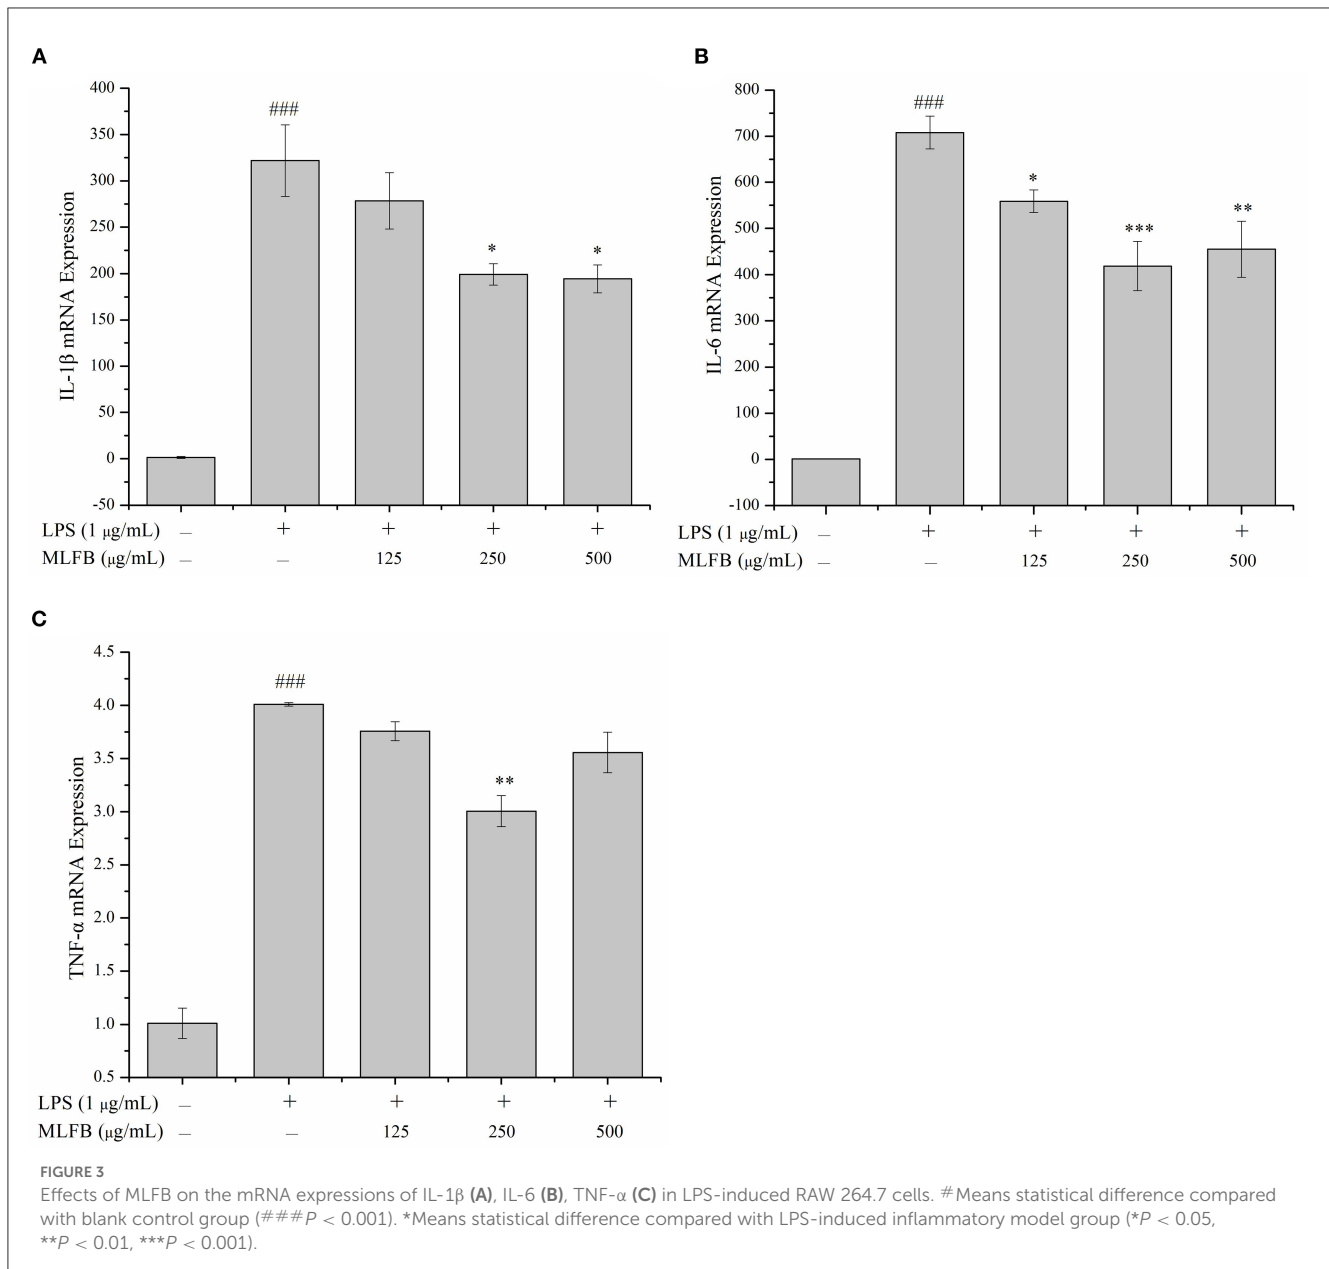 A
400
350
300
250
200
150
100
50
0
-50
IL-1β mRNA Expression
###
*
*
LPS (1 μg/mL) – + + + +
MLFB (μg/mL) – – 125 250 500
B
800
700
600
500
400
300
200
100
0
-100
IL-6 mRNA Expression
###
*
***
**
LPS (1 μg/mL) – + + + +
MLFB (μg/mL) – – 125 250 500
C
4.5
4.0
3.5
3.0
2.5
2.0
1.5
1.0
0.5
TNF-α mRNA Expression
###
**
LPS (1 μg/mL) – + + + +
MLFB (μg/mL) – – 125 250 500
FIGURE 3
Effects of MLFB on the mRNA expressions of IL-1β (A), IL-6 (B), TNF-α (C) in LPS-induced RAW 264.7 cells. #Means statistical difference compared
with blank control group (###P < 0.001). *Means statistical difference compared with LPS-induced inflammatory model group (*P < 0.05,
**P < 0.01, ***P < 0.001).